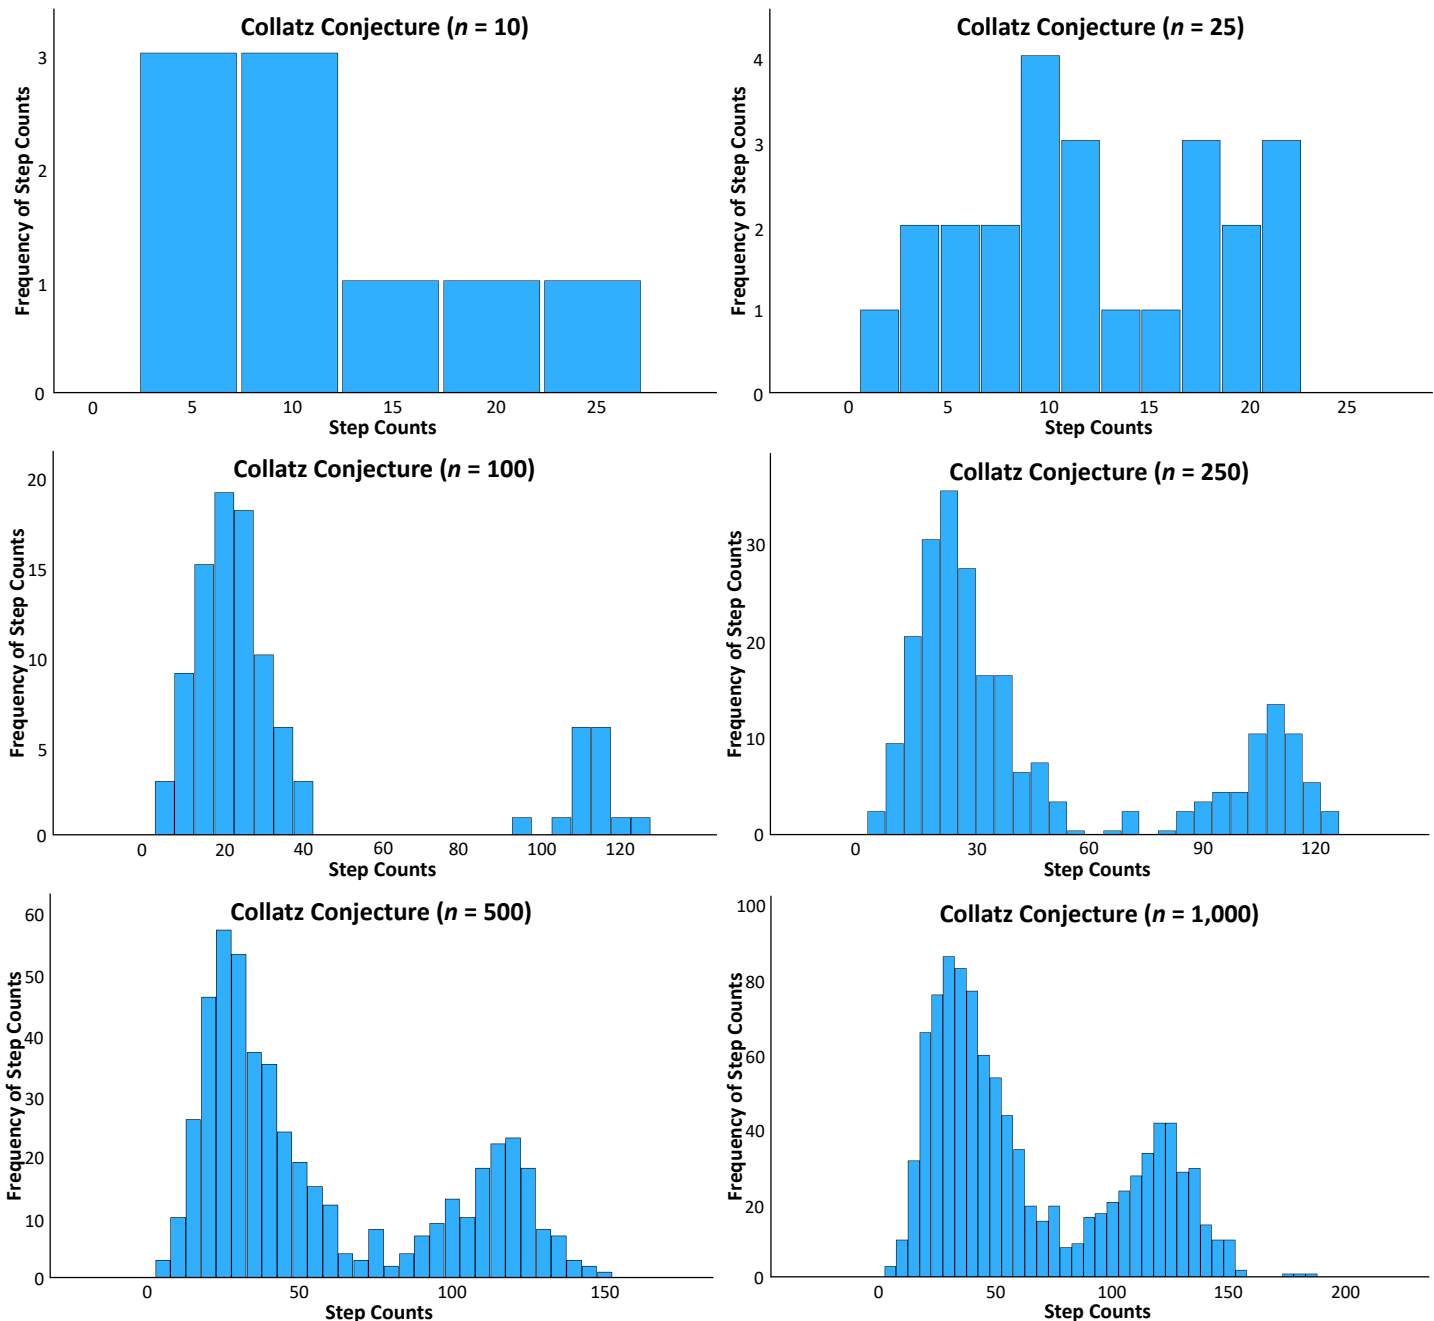 Collatz Conjecture (n = 10)
Frequency of Step Counts
3
2
1
0
0 5 10 15 20 25
Step Counts
Collatz Conjecture (n = 25)
Frequency of Step Counts
4
3
2
1
0
0 5 10 15 20 25
Step Counts
Collatz Conjecture (n = 100)
Frequency of Step Counts
20
15
10
5
0
0 20 40 60 80 100 120
Step Counts
Collatz Conjecture (n = 250)
Frequency of Step Counts
30
20
10
0
0 30 60 90 120
Step Counts
Collatz Conjecture (n = 500)
Frequency of Step Counts
60
50
40
30
20
10
0
0 50 100 150
Step Counts
Collatz Conjecture (n = 1,000)
Frequency of Step Counts
100
80
60
40
20
0
0 50 100 150 200
Step Counts